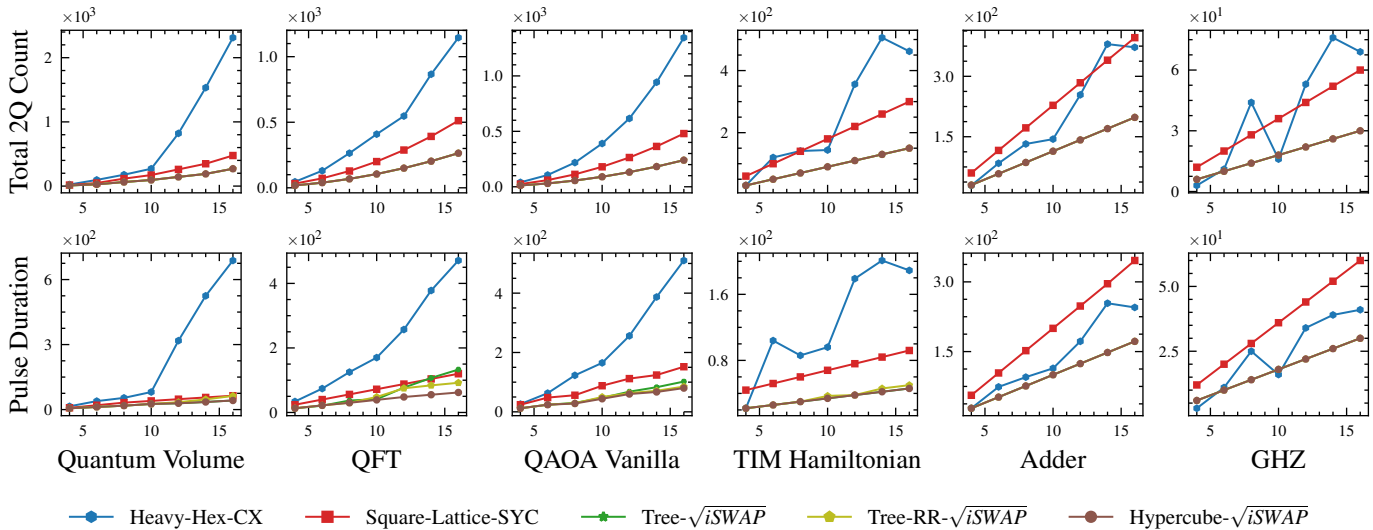 ×10³ ×10³ ×10³ ×10² ×10² ×10¹
Total 2Q Count
2 1.0 1.0 4 3.0 6
1 0.5 0.5 2 1.5 3
0 0.0 0.0 0
5 10 15 5 10 15 5 10 15 5 10 15 5 10 15 5 10 15
×10² ×10² ×10² ×10² ×10² ×10¹
Pulse Duration
6 4 4 1.6 3.0 5.0
3 2 2 0.8 1.5 2.5
0 0 0
5 10 15 5 10 15 5 10 15 5 10 15 5 10 15 5 10 15
Quantum Volume QFT QAOA Vanilla TIM Hamiltonian Adder GHZ
Heavy-Hex-CX Square-Lattice-SYC Tree-√iSWAP Tree-RR-√iSWAP Hypercube-√iSWAP